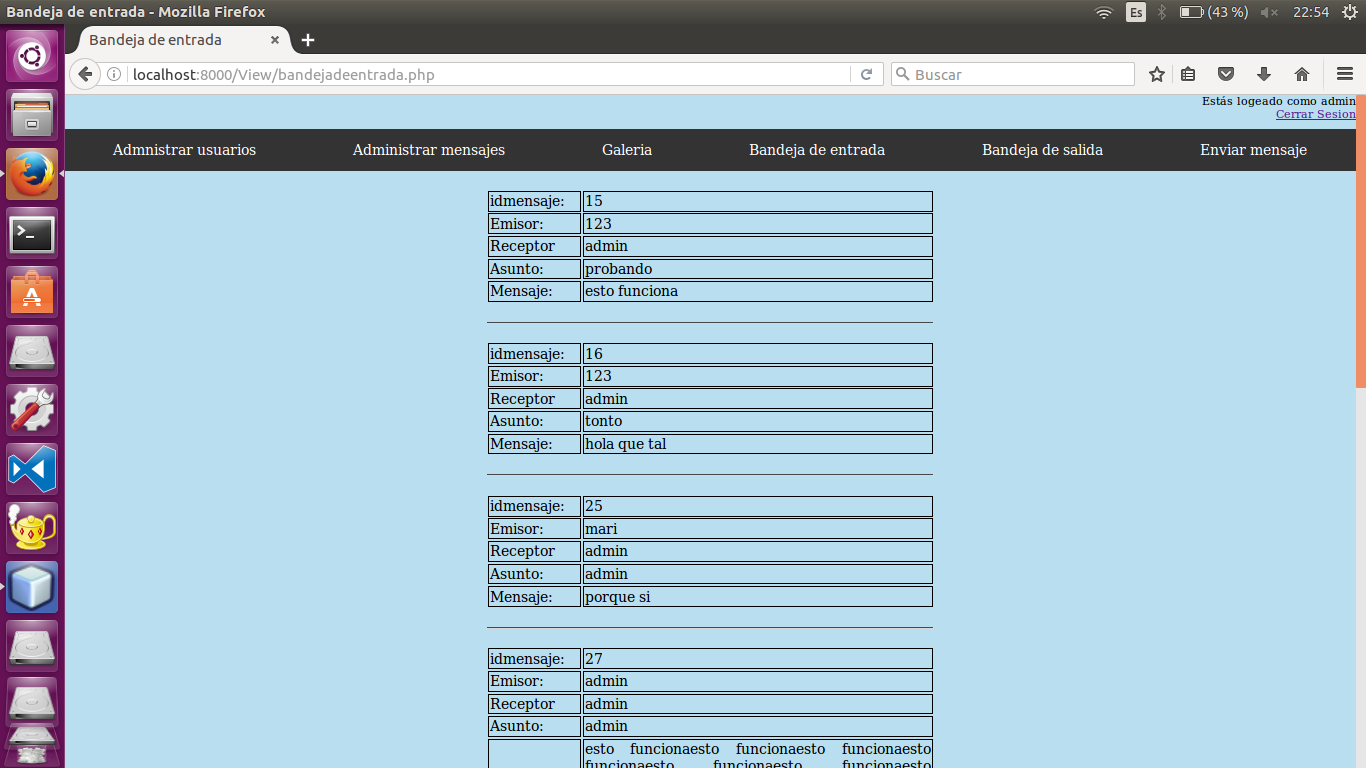 Bandeja de entrada - Mozilla Firefox
Es (43 %) 22:54
Bandeja de entrada
localhost:8000/View/bandejadeentrada.php Buscar
Estás logeado como admin
Cerrar Sesion
Admnistrar usuarios Administrar mensajes Galeria Bandeja de entrada Bandeja de salida Enviar mensaje
idmensaje: 15
Emisor: 123
Receptor admin
Asunto: probando
Mensaje: esto funciona
idmensaje: 16
Emisor: 123
Receptor admin
Asunto: tonto
Mensaje: hola que tal
idmensaje: 25
Emisor: mari
Receptor admin
Asunto: admin
Mensaje: porque si
idmensaje: 27
Emisor: admin
Receptor admin
Asunto: admin
esto funcionaesto funcionaesto funcionaesto
funcionaesto funcionaesto funcionaesto